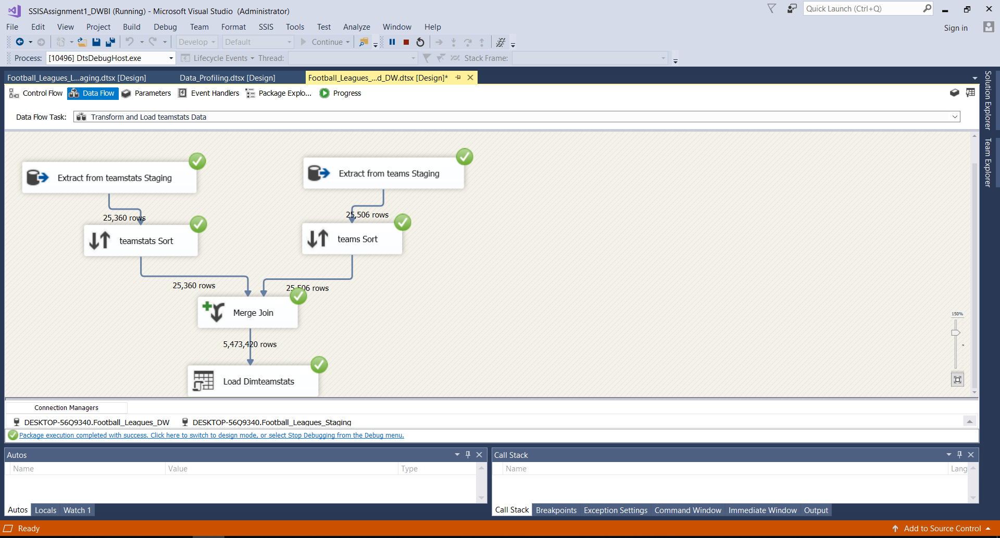 SSISAssignment1_DWBI (Running) - Microsoft Visual Studio (Administrator)
Quick Launch (Ctrl+Q)
File Edit View Project Build Debug Team Format SSIS Tools Test Analyze Window Help
Sign in
Develop Default Continue
Process: [10496] DtsDebugHost.exe Lifecycle Events Thread: Stack Frame:
Football_Leagues_L...aging.dtsx [Design] Data_Profiling.dtsx [Design] Football_Leagues_...d_DW.dtsx [Design]*
Control Flow Data Flow Parameters Event Handlers Package Explo... Progress
Solution Explorer
Team Explorer
Data Flow Task: Transform and Load teamstats Data
Extract from teamstats Staging
Extract from teams Staging
25,360 rows
25,506 rows
teamstats Sort
teams Sort
25,360 rows
25,506 rows
Merge Join
150%
5,473,420 rows
Load Dimteamstats
Connection Managers
DESKTOP-56Q9340.Football_Leagues_DW DESKTOP-56Q9340.Football_Leagues_Staging
Package execution completed with success. Click here to switch to design mode, or select Stop Debugging from the Debug menu.
Autos
Name Value Type
Autos Locals Watch 1
Call Stack
Name Lang
Call Stack Breakpoints Exception Settings Command Window Immediate Window Output
Ready
Add to Source Control